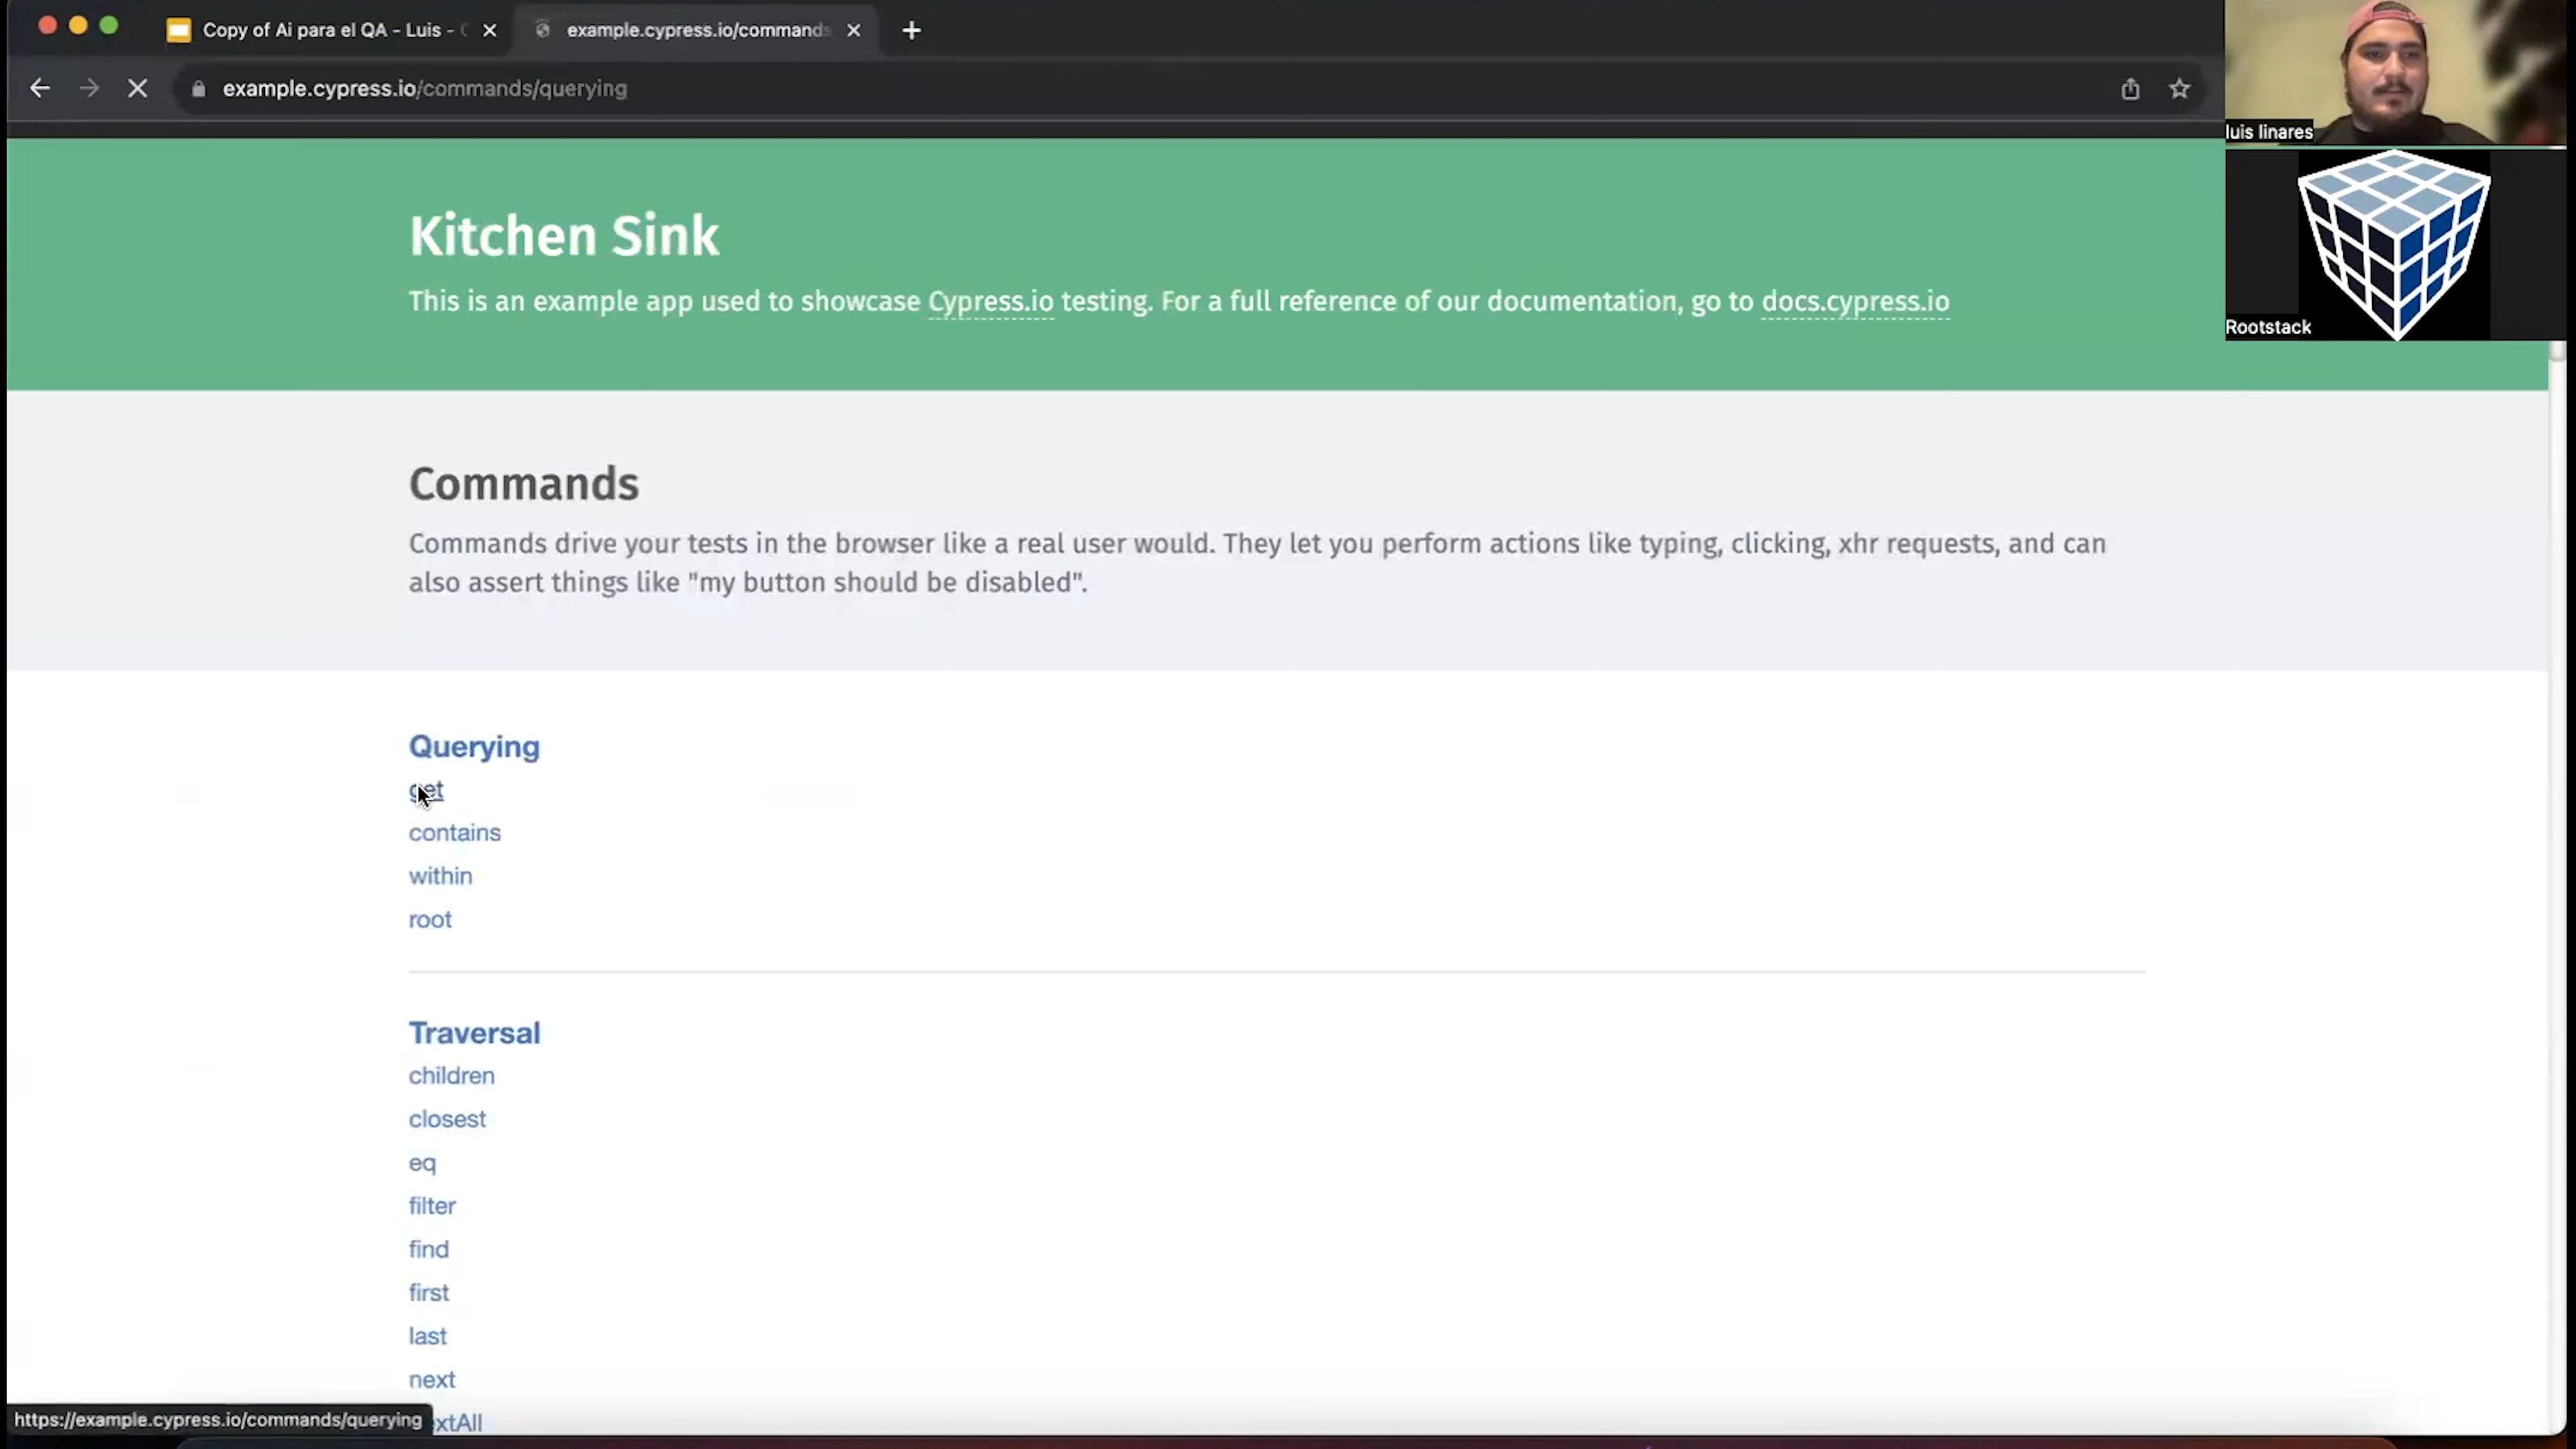 Copy of Ai para el QA - Luis -
example.cypress.io/commands
example.cypress.io/commands/querying
luis linares
Rootstack
Kitchen Sink
This is an example app used to showcase Cypress.io testing. For a full reference of our documentation, go to docs.cypress.io
Commands
Commands drive your tests in the browser like a real user would. They let you perform actions like typing, clicking, xhr requests, and can
also assert things like "my button should be disabled".
Querying
get
contains
within
root
Traversal
children
closest
eq
filter
find
first
last
next
extAll
https://example.cypress.io/commands/querying